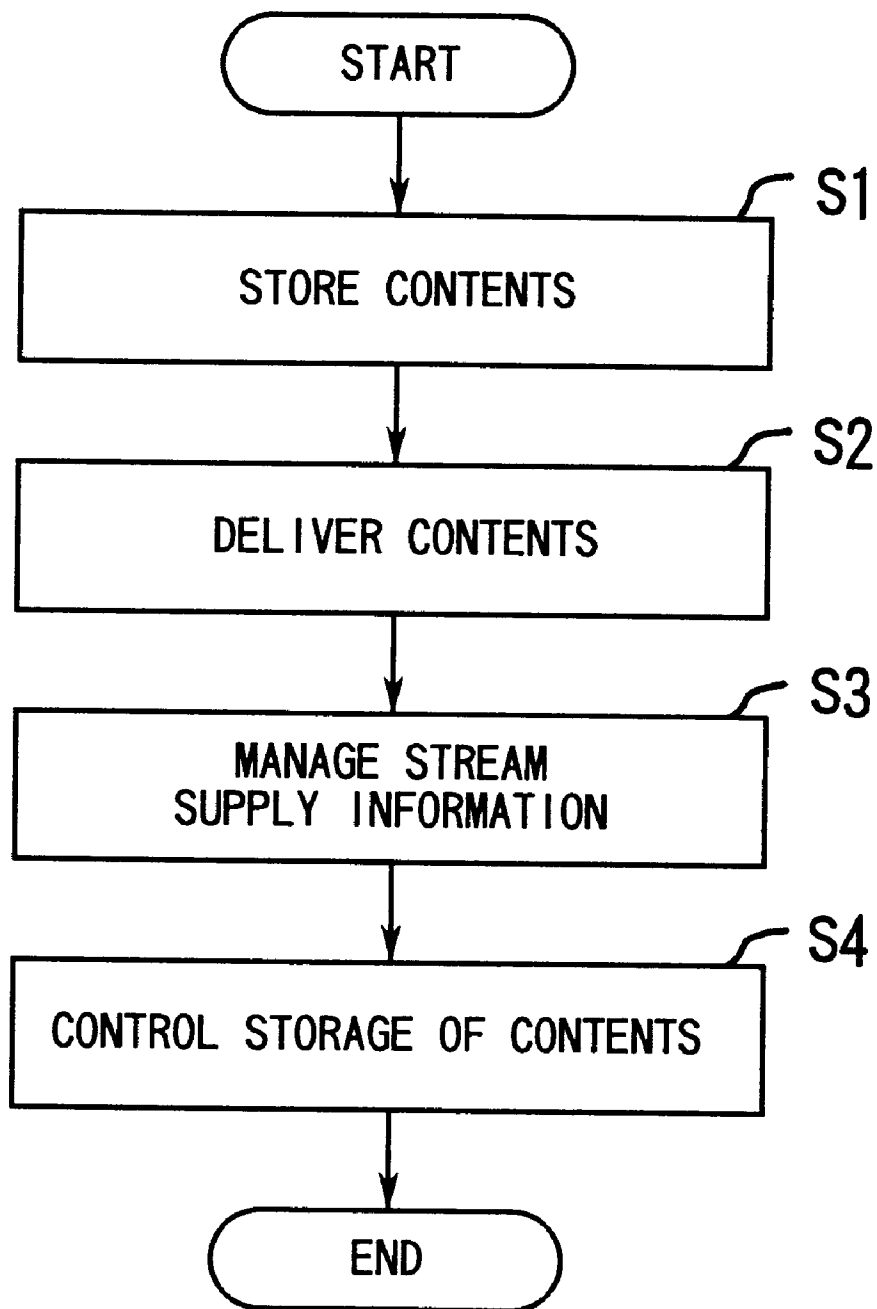 START
S1
STORE CONTENTS
S2
DELIVER CONTENTS
S3
MANAGE STREAM
SUPPLY INFORMATION
S4
CONTROL STORAGE OF CONTENTS
END